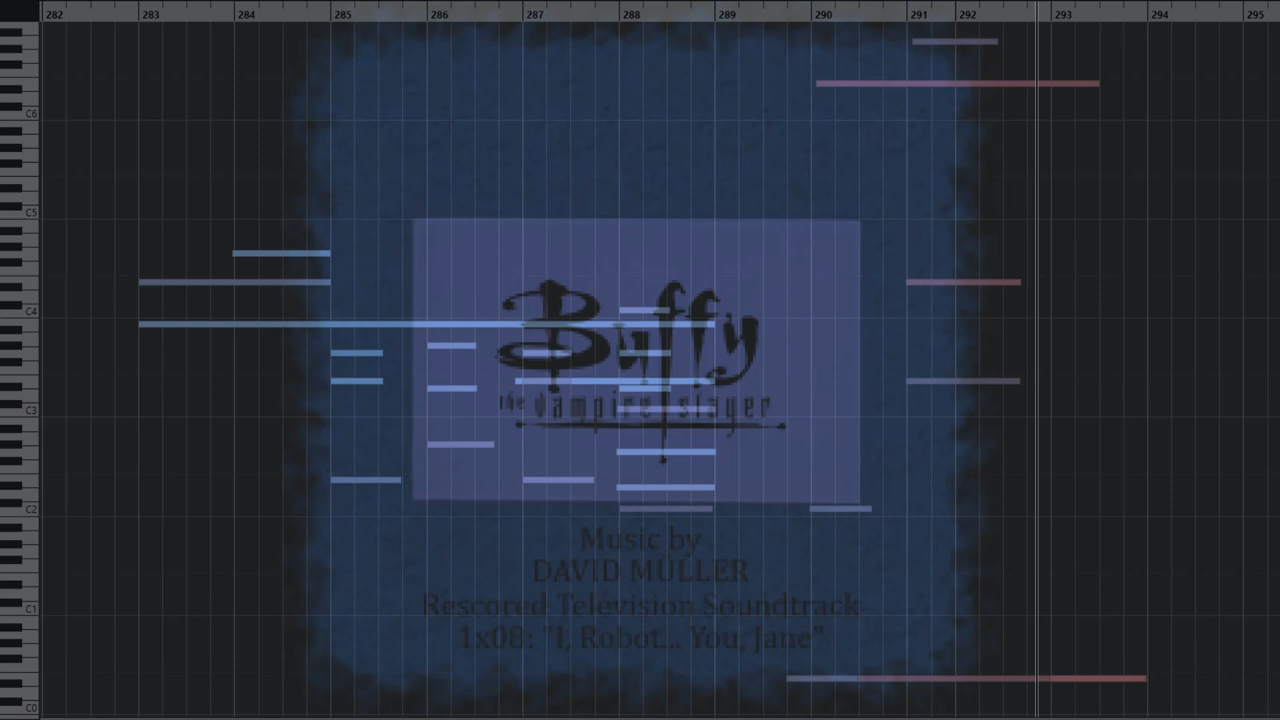 282 283 284 285 286 287 288 289 290 291 292 293 294 295
C6
C5
C4
C3
C2
C1
C0
Buffy
the vampire slayer
Music by
DAVID MÜLLER
Rescored Television Soundtrack
1x08: "I, Robot... You, Jane"